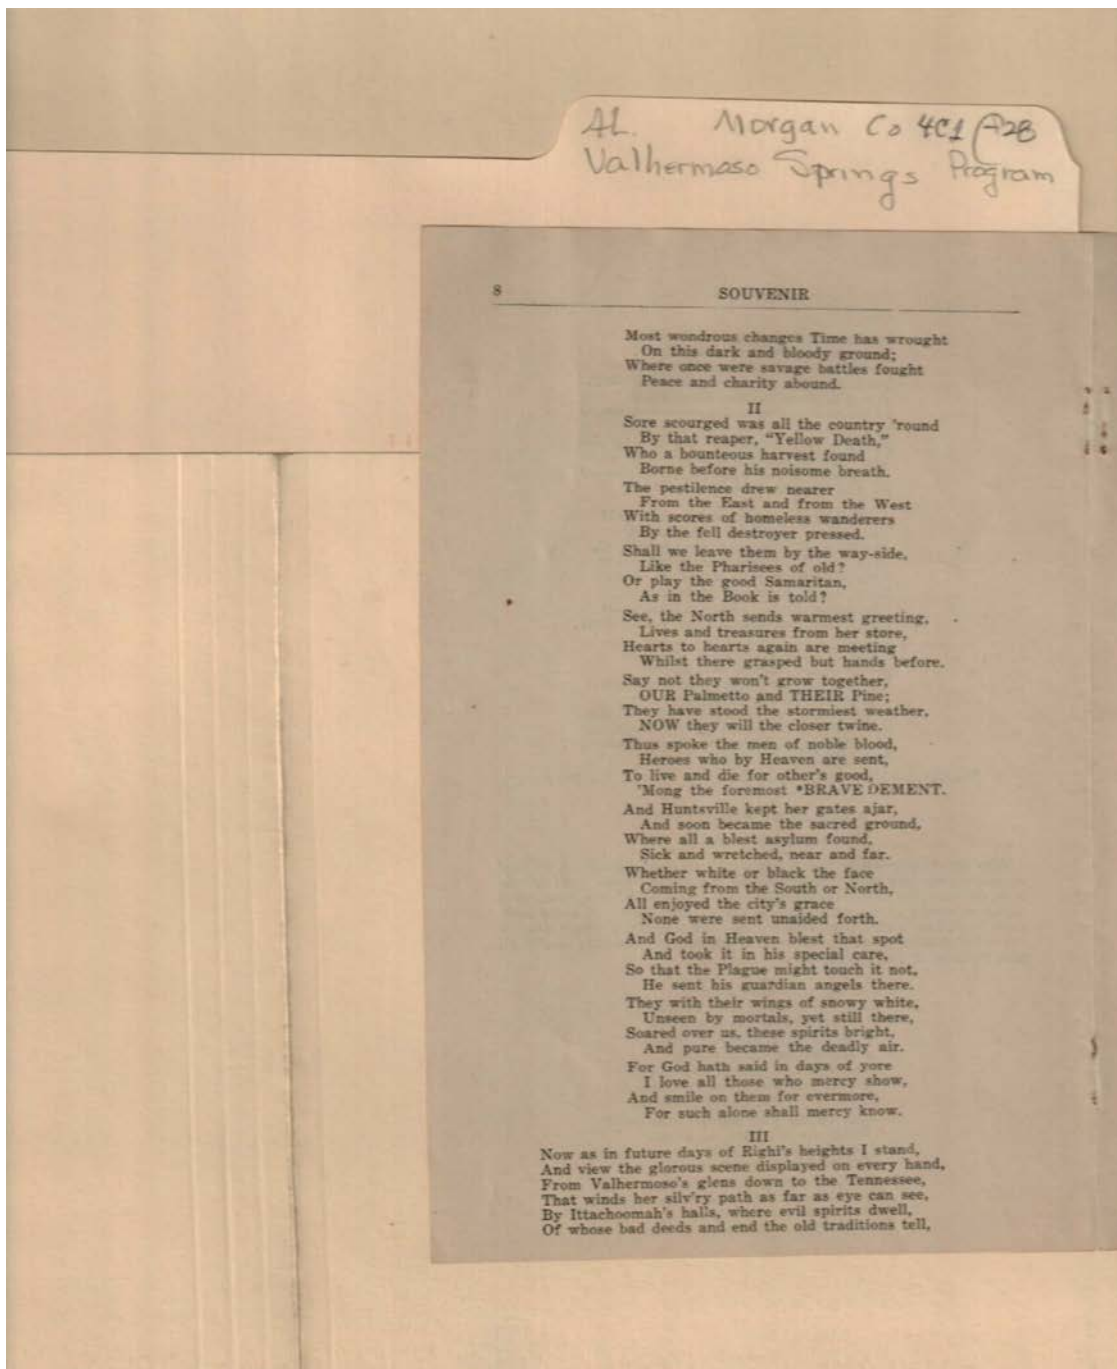 AL. Morgan Co 4C1 F28
Valhermoso Springs Program
8 SOUVENIR
Most wondrous changes Time has wrought
On this dark and bloody ground;
Where once were savage battles fought
Peace and charity abound.
II
Sore scourged was all the country 'round
By that reaper, "Yellow Death,"
Who a bounteous harvest found
Borne before his noisome breath.
The pestilence drew nearer
From the East and from the West
With scores of homeless wanderers
By the fell destroyer pressed.
Shall we leave them by the way-side,
Like the Pharisees of old?
Or play the good Samaritan,
As in the Book is told?
See, the North sends warmest greeting,
Lives and treasures from her store,
Hearts to hearts again are meeting
Whilst there grasped but hands before.
Say not they won't grow together,
OUR Palmetto and THEIR Pine;
They have stood the stormiest weather,
NOW they will the closer twine.
Thus spoke the men of noble blood,
Heroes who by Heaven are sent,
To live and die for other's good,
'Mong the foremost *BRAVE DEMENT.
And Huntsville kept her gates ajar,
And soon became the sacred ground,
Where all a blest asylum found,
Sick and wretched, near and far.
Whether white or black the face
Coming from the South or North,
All enjoyed the city's grace
None were sent unaided forth.
And God in Heaven blest that spot
And took it in his special care,
So that the Plague might touch it not,
He sent his guardian angels there.
They with their wings of snowy white,
Unseen by mortals, yet still there,
Soared over us, these spirits bright,
And pure became the deadly air.
For God hath said in days of yore
I love all those who mercy show,
And smile on them for evermore,
For such alone shall mercy know.
III
Now as in future days of Righi's heights I stand,
And view the glorous scene displayed on every hand,
From Valhermoso's glens down to the Tennessee,
That winds her silv'ry path as far as eye can see,
By Ittachoomah's halls, where evil spirits dwell,
Of whose bad deeds and end the old traditions tell,